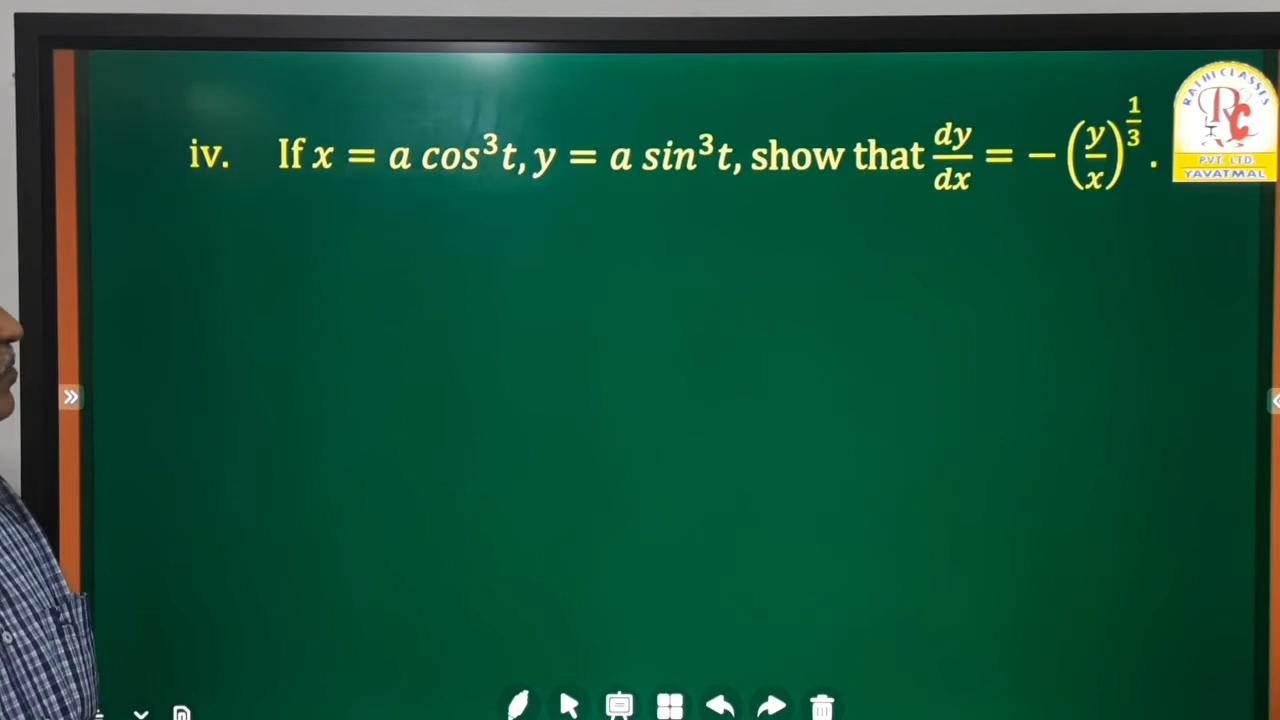 iv. If x = a cos³t, y = a sin³t, show that dy/dx = −(y/x)^(1/3).
RATHI CLASSES
RC
PVT. LTD.
YAVATMAL